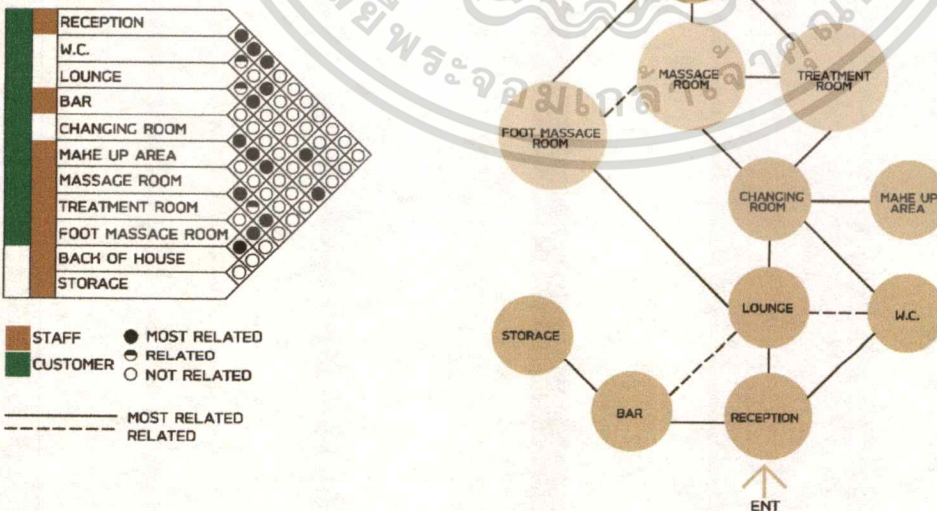 RECEPTION
W.C.
LOUNGE
BAR
CHANGING ROOM
MAKE UP AREA
MASSAGE ROOM
TREATMENT ROOM
FOOT MASSAGE ROOM
BACK OF HOUSE
STORAGE
STAFF
CUSTOMER
MOST RELATED
RELATED
NOT RELATED
MOST RELATED
RELATED
MASSAGE
ROOM
TREATMENT
ROOM
FOOT MASSAGE
ROOM
CHANGING
ROOM
MAKE UP
AREA
LOUNGE
W.C.
STORAGE
BAR
RECEPTION
ENT